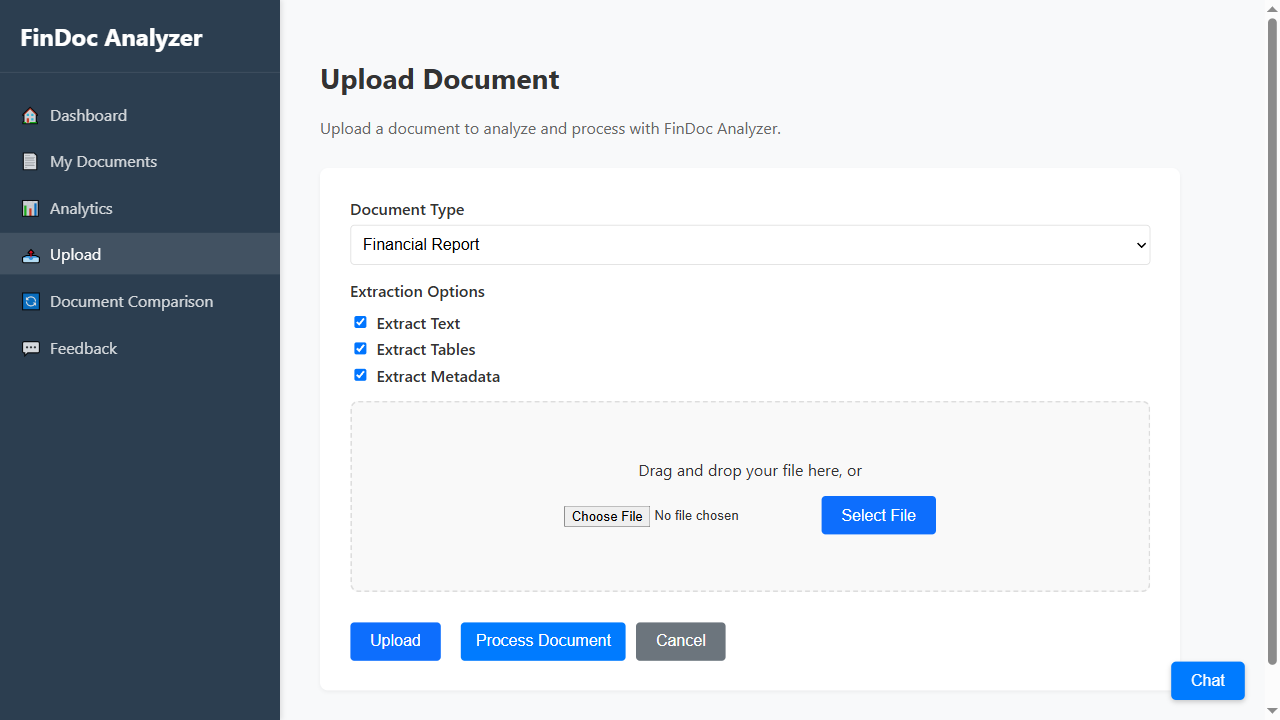 FinDoc Analyzer
Dashboard
My Documents
Analytics
Upload
Document Comparison
Feedback
Upload Document
Upload a document to analyze and process with FinDoc Analyzer.
Document Type
Financial Report
Extraction Options
Extract Text
Extract Tables
Extract Metadata
Drag and drop your file here, or
Choose File No file chosen Select File
Upload Process Document Cancel
Chat